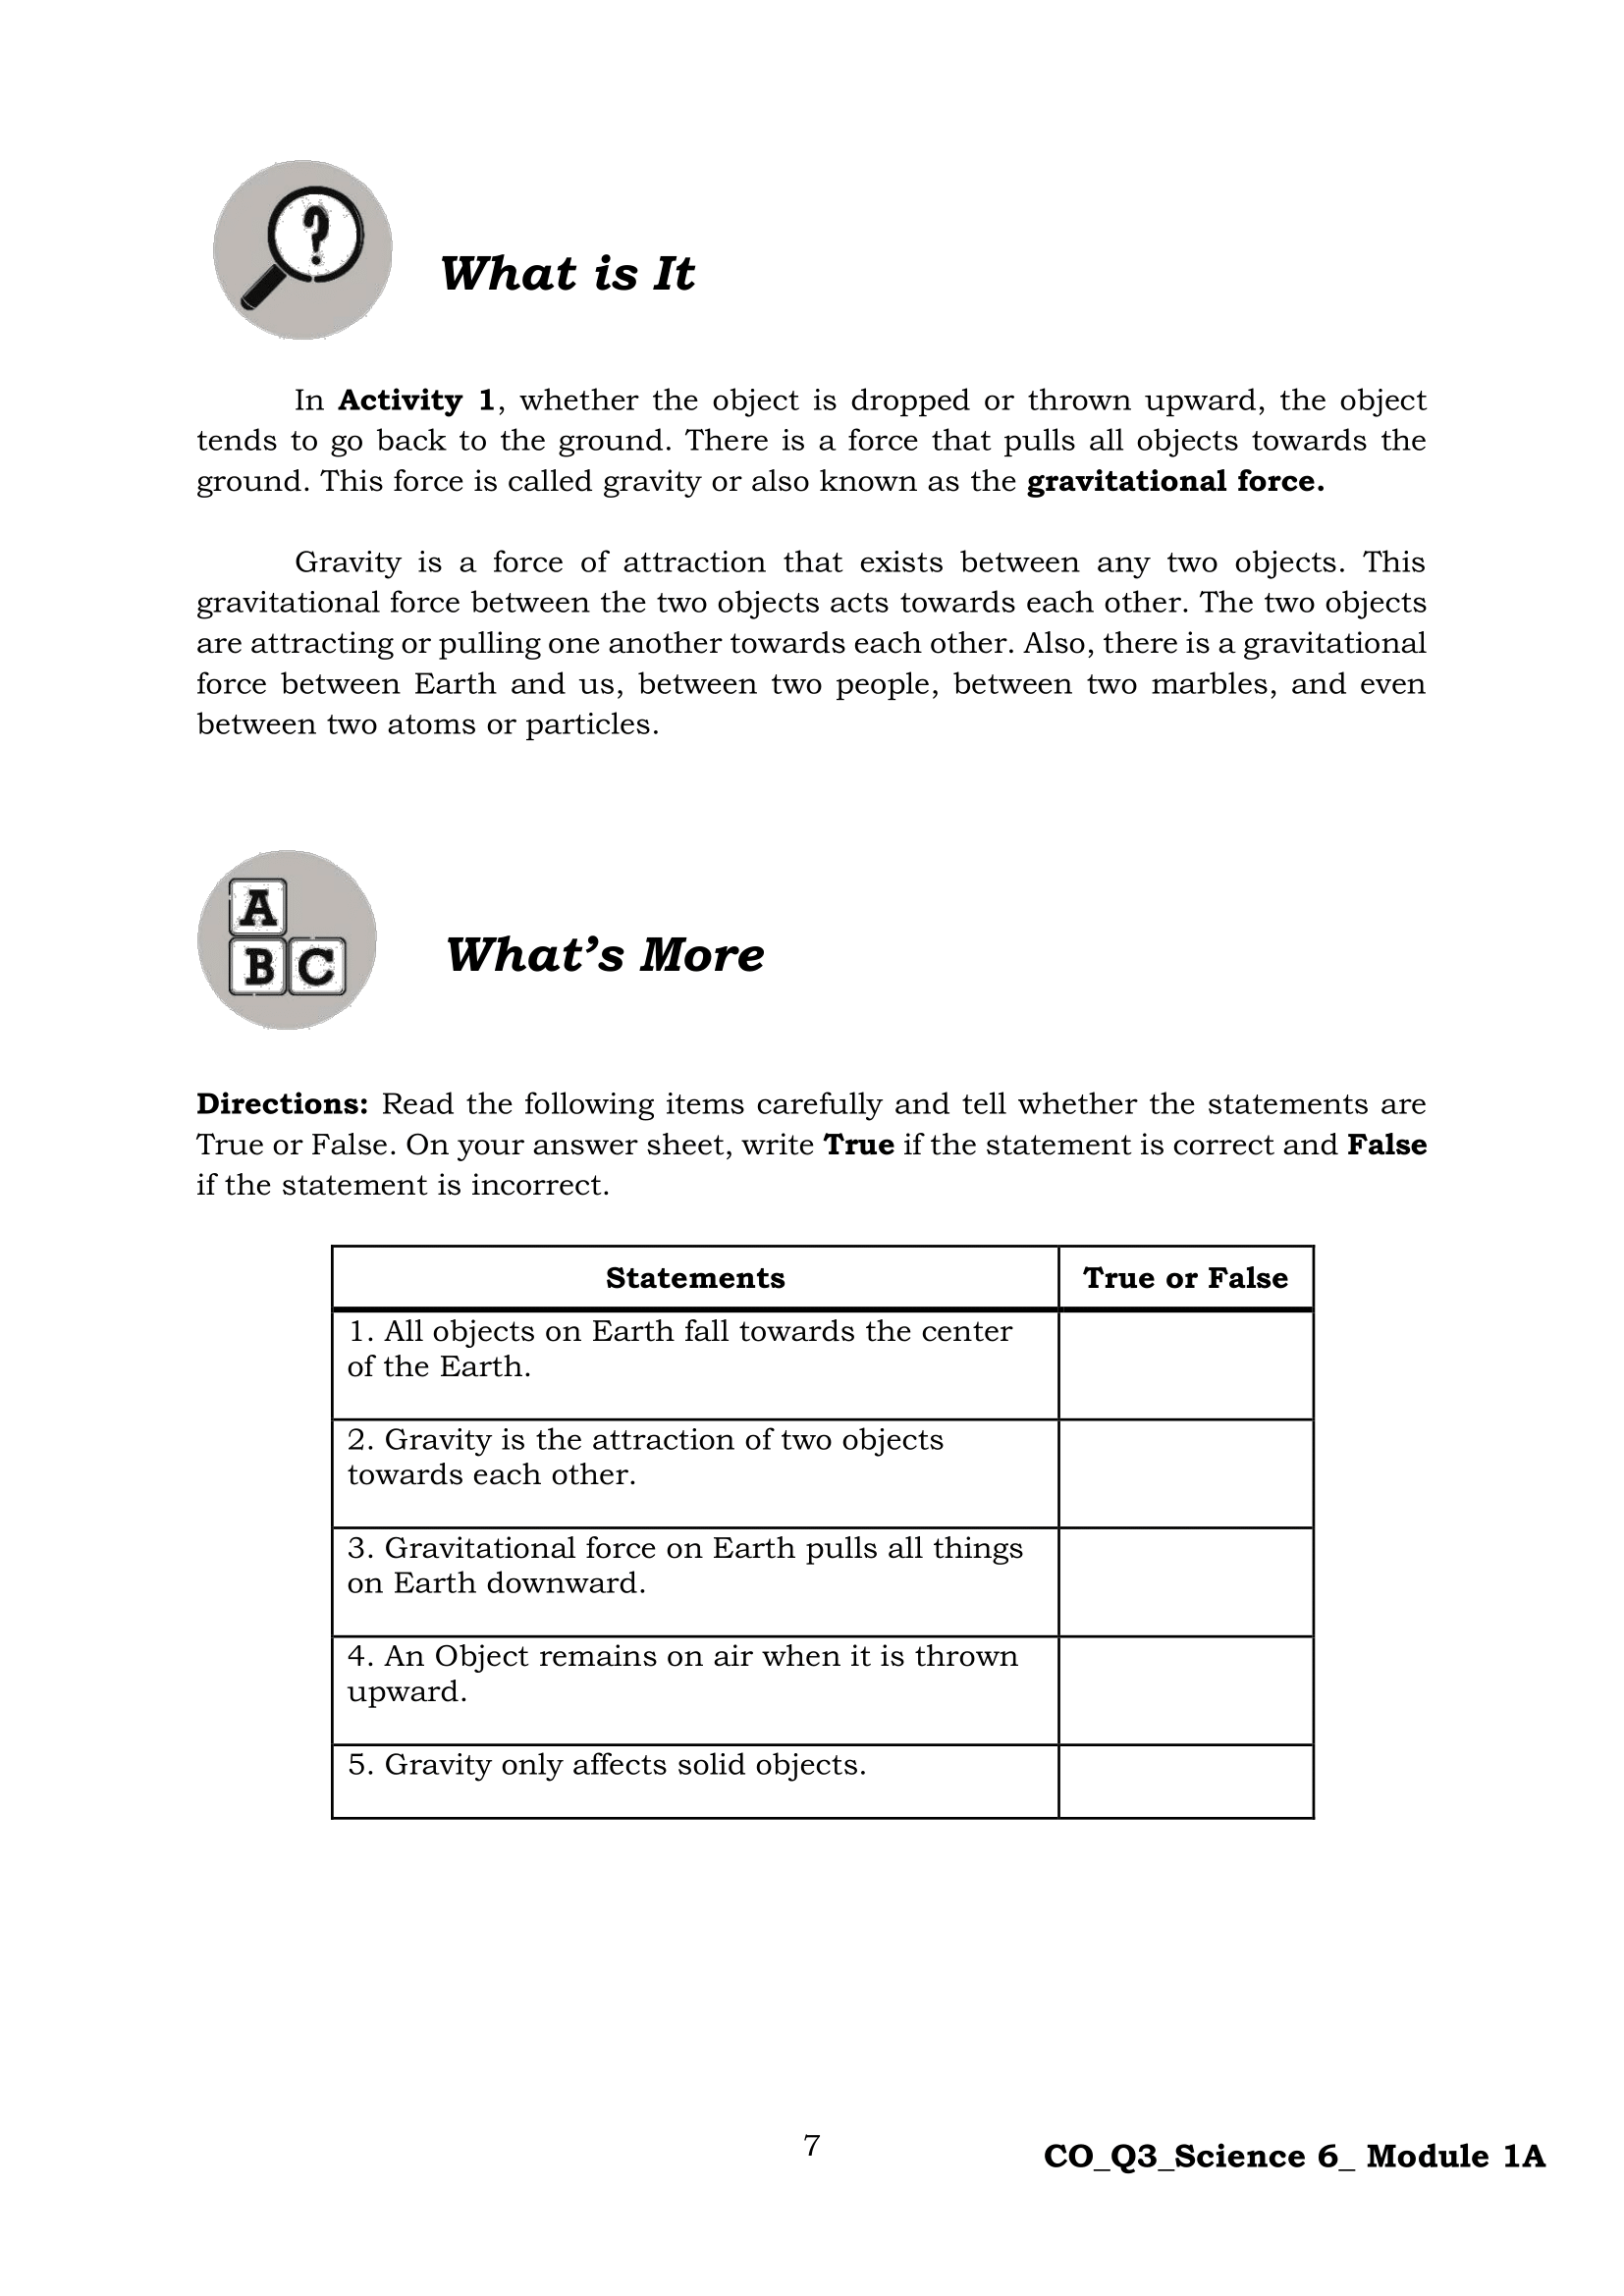 ?
What is It
In Activity 1, whether the object is dropped or thrown upward, the object
tends to go back to the ground. There is a force that pulls all objects towards the
ground. This force is called gravity or also known as the gravitational force.
Gravity is a force of attraction that exists between any two objects. This
gravitational force between the two objects acts towards each other. The two objects
are attracting or pulling one another towards each other. Also, there is a gravitational
force between Earth and us, between two people, between two marbles, and even
between two atoms or particles.
A
B C
What’s More
Directions: Read the following items carefully and tell whether the statements are
True or False. On your answer sheet, write True if the statement is correct and False
if the statement is incorrect.
Statements True or False
1. All objects on Earth fall towards the center
of the Earth.
2. Gravity is the attraction of two objects
towards each other.
3. Gravitational force on Earth pulls all things
on Earth downward.
4. An Object remains on air when it is thrown
upward.
5. Gravity only affects solid objects.
7
CO_Q3_Science 6_ Module 1A